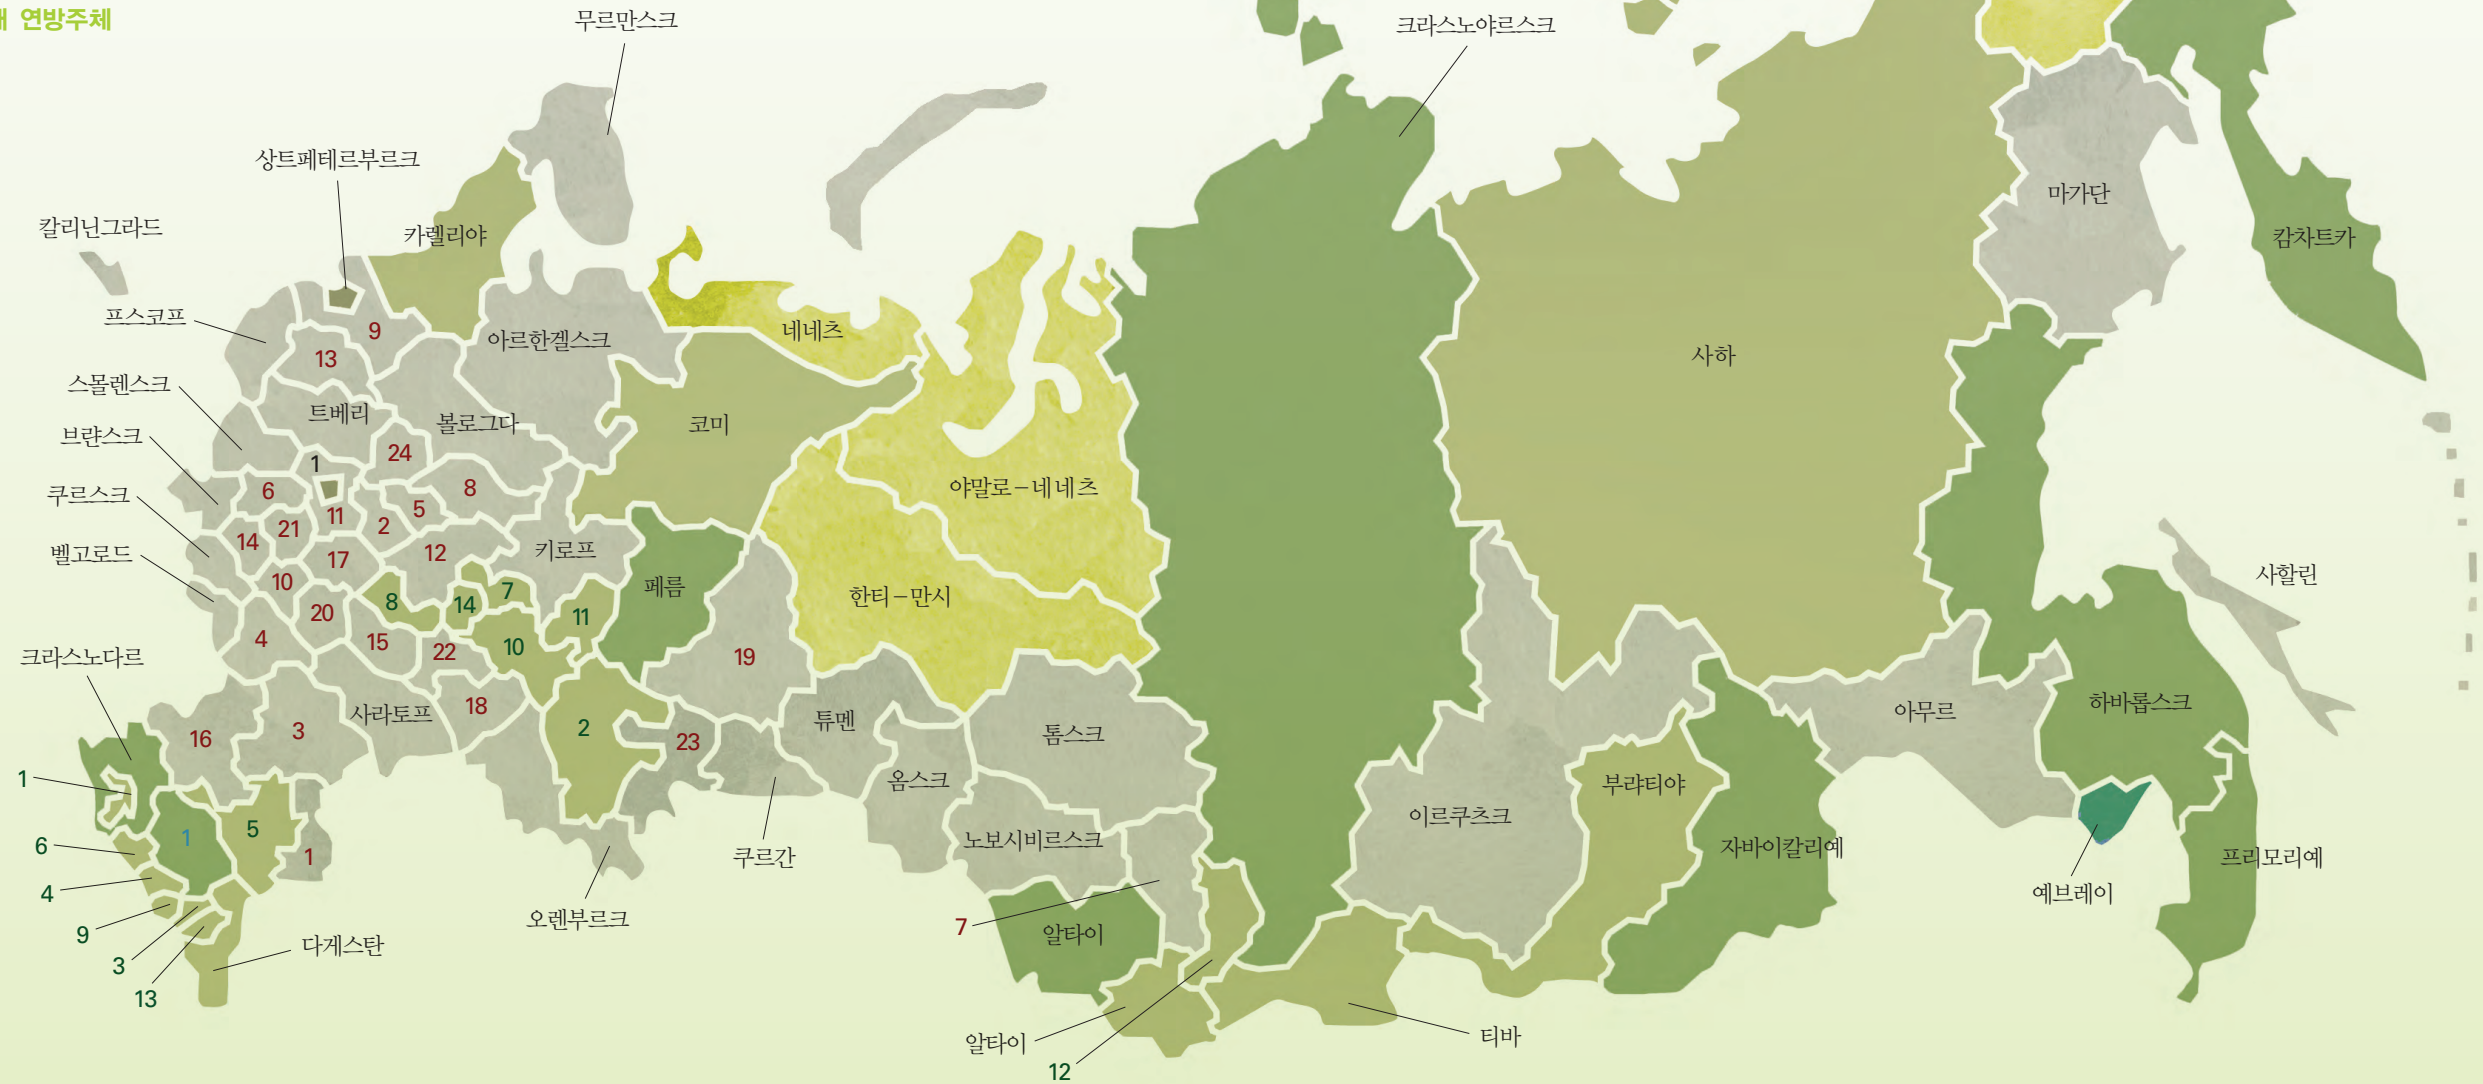 연방주체
무르만스크
크라스노야르스크
상트페테르부르크
마가단
칼리닌그라드
카렐리야
캄차트카
프스코프
9
네네츠
아르한겔스크
13
사하
스몰렌스크
트베리
볼로그다
코미
브랸스크
24
1
쿠르스크
6
8
야말로-네네츠
5
11
2
21
14
벨고로드
17
12
키로프
10
사할린
7
페름
한티-만시
8
14
20
11
4
15
22
10
크라스노다르
19
하바롭스크
18
사라토프
아무르
튜멘
2
톰스크
16
3
23
1
옴스크
부랴티야
이르쿠츠크
5
1
6
노보시비르스크
자바이칼리예
1
쿠르간
프리모리예
4
예브레이
9
오렌부르크
7
알타이
다게스탄
3
13
알타이
티바
12